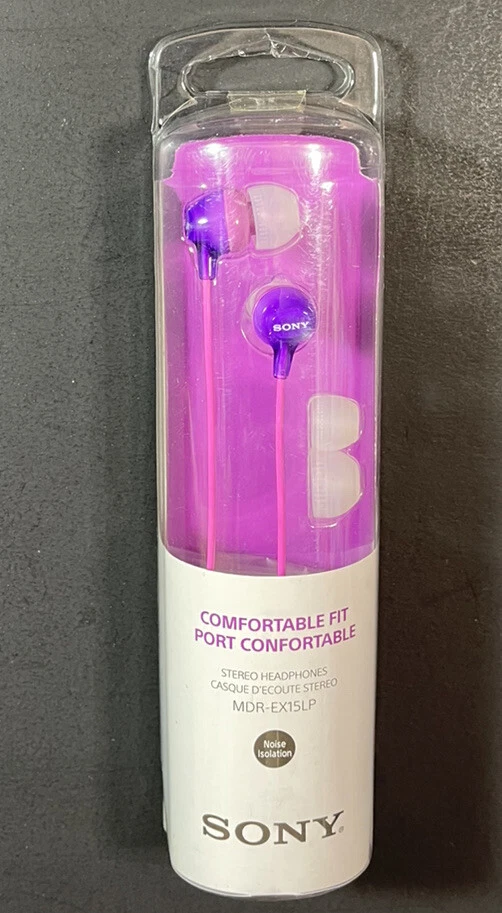 SONY
COMFORTABLE FIT
PORT CONFORTABLE
STEREO HEADPHONES
CASQUE D'ECOUTE STEREO
MDR-EX15LP
Noise
Isolation
SONY®